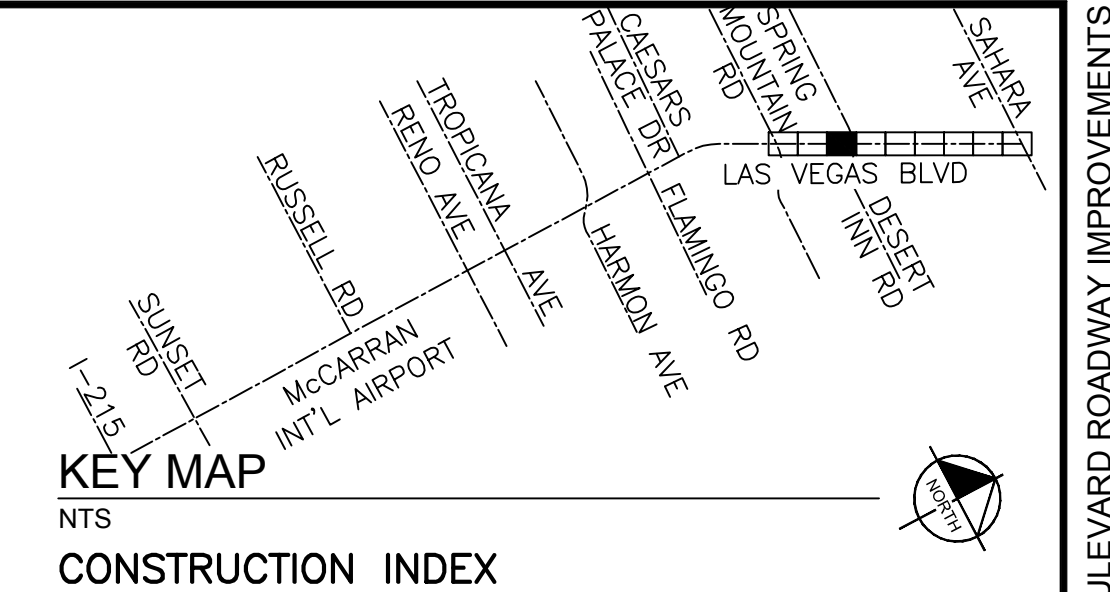 CAESARS
PALACE DR
SPRING
MOUNTAIN
RD
SAHARA
AVE
TROPICANA
AVE
RENO AVE
RUSSELL RD
SUNSET
RD
I-215
LAS VEGAS BLVD
DESERT
INN RD
FLAMINGO RD
HARMON AVE
McCARRAN
INT'L AIRPORT
KEY MAP
NTS
NORTH
CONSTRUCTION INDEX
ROADWAY IMPROVEMENTS